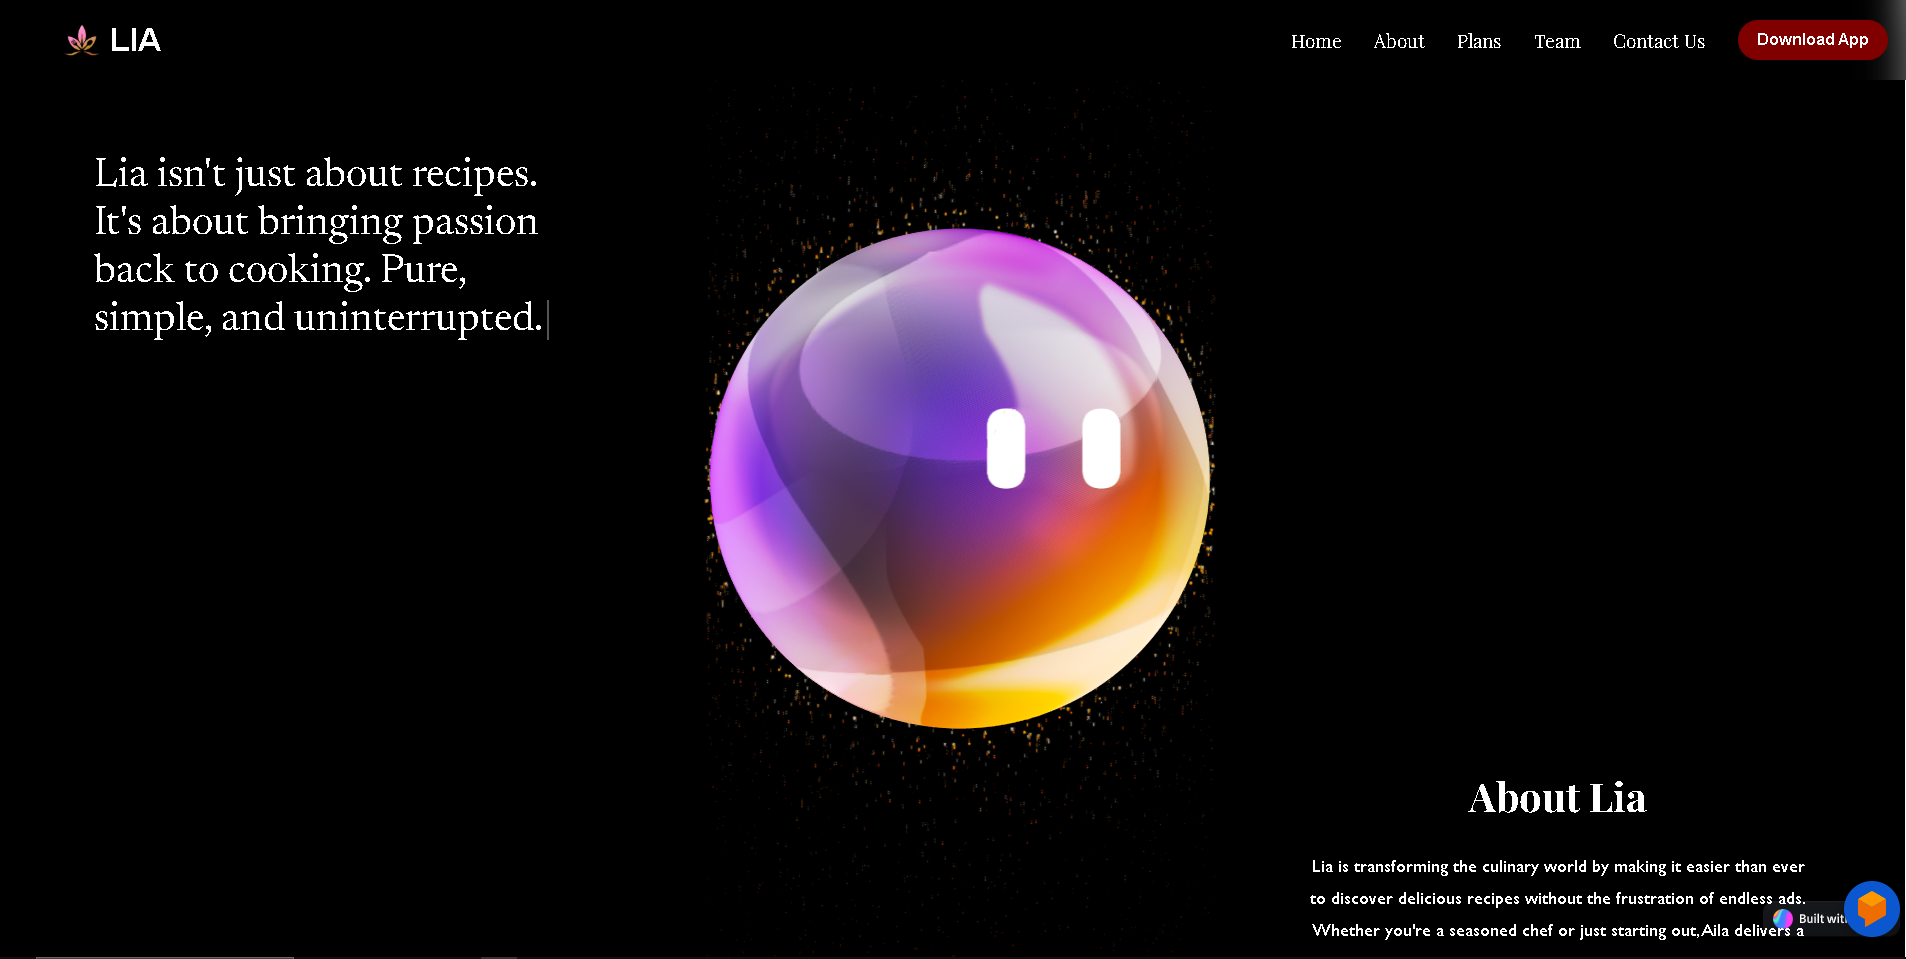 LIA
Home
About
Plans
Team
Contact Us
Download App
Lia isn't just about recipes.
It's about bringing passion
back to cooking. Pure,
simple, and uninterrupted.
About Lia
Lia is transforming the culinary world by making it easier than ever
to discover delicious recipes without the frustration of endless ads.
Whether you're a seasoned chef or just starting out, Aila delivers a
Built with